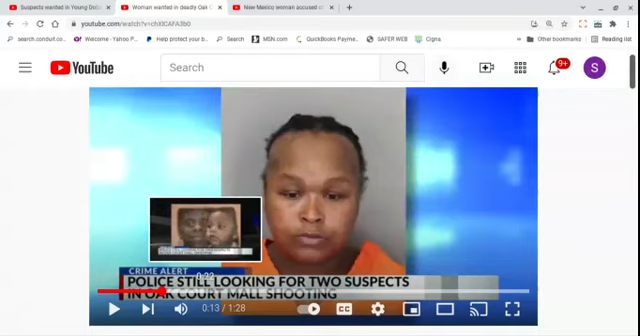 Suspects wanted in Young Do
Woman wanted in deadly Oak
New Mexico woman accused
youtube.com/watch?v=
search.conduit.co
Welcome - Yahoo
Help protect your b
Search
MSN.com
QuickBooks Payme
SAFER WEB
Cigna
Other bookmarks
Reading list
YouTube
Search
9+
S
CRIME ALERT
0:22
POLICE STILL LOOKING FOR TWO SUSPECTS
IN OAK COURT MALL SHOOTING
0:13 / 1:28
CC